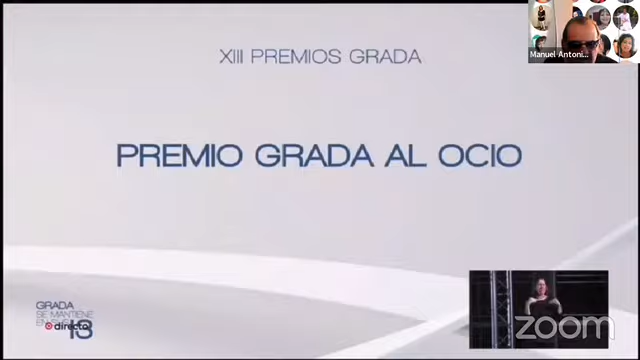 XIII PREMIOS GRADA
Manuel Antoni...
PREMIO GRADA AL OCIO
GRADA
SE MANTIENE
directo
13
zoom